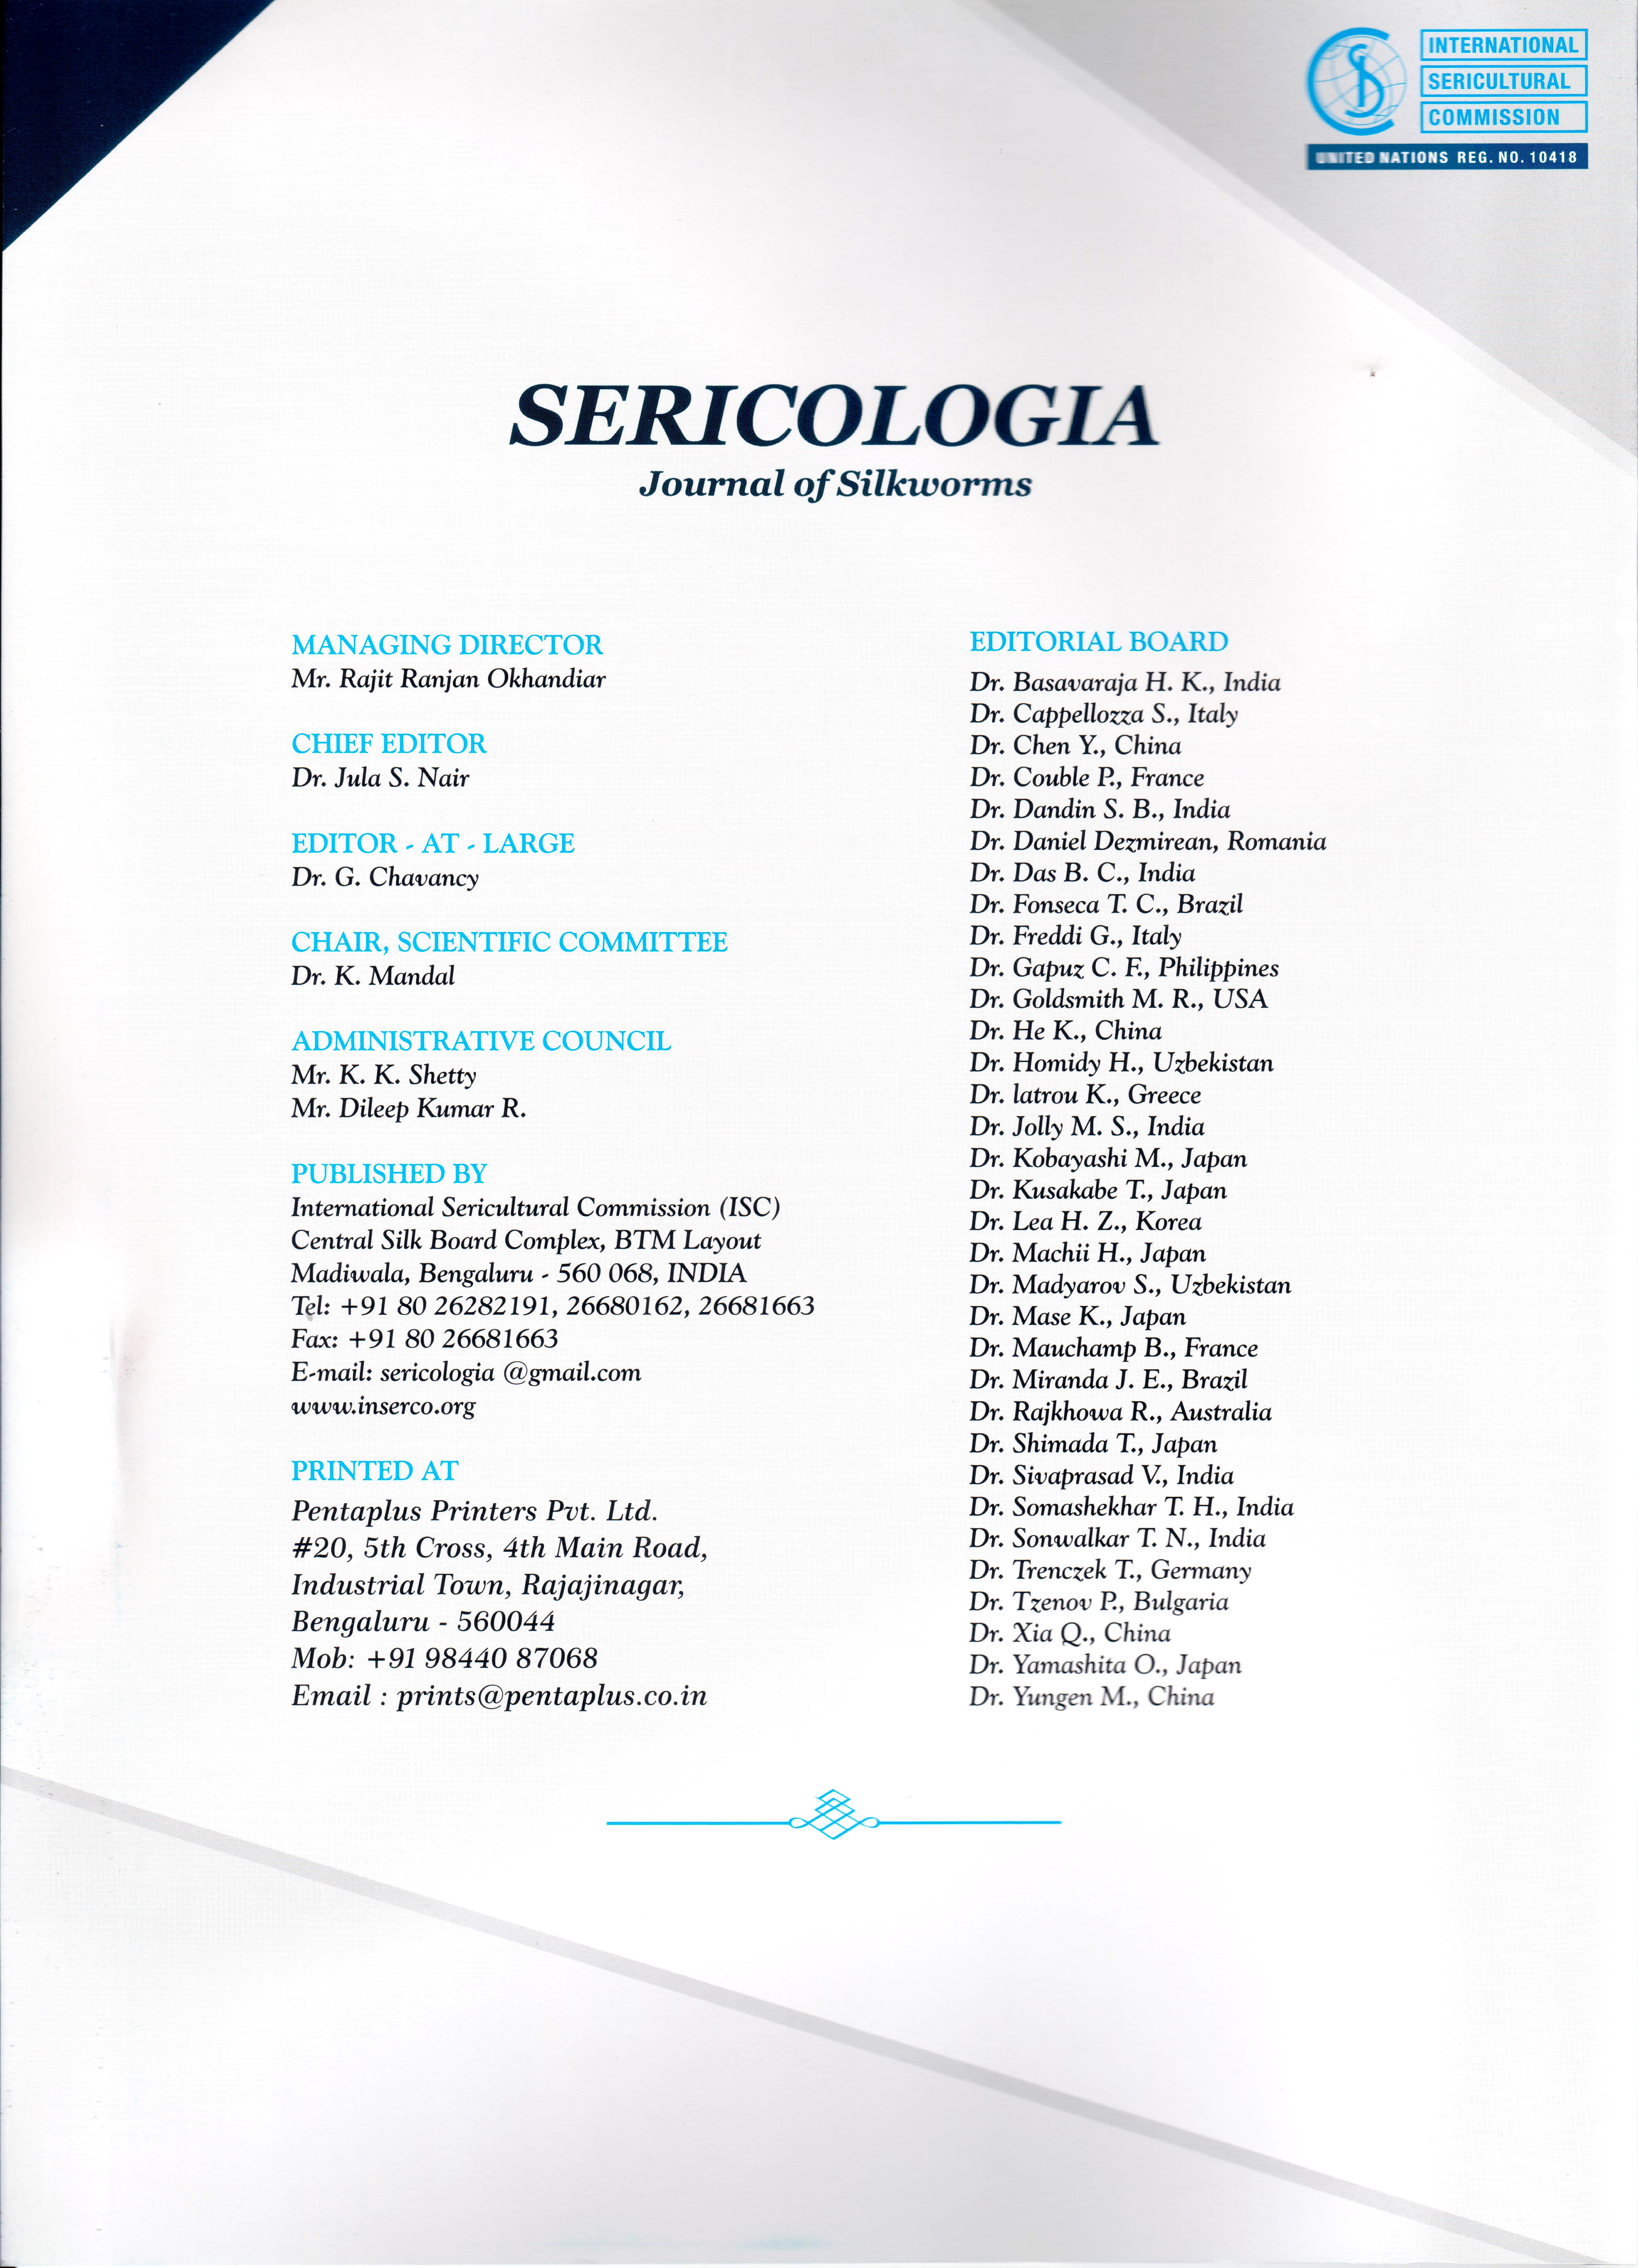 INTERNATIONAL
SERICULTURAL
COMMISSION
UNITED NATIONS REG. NO. 10418
SERICOLOGIA
Journal of Silkworms
MANAGING DIRECTOR
Mr. Rajit Ranjan Okhandiar
CHIEF EDITOR
Dr. Jula S. Nair
EDITOR - AT - LARGE
Dr. G. Chavancy
CHAIR, SCIENTIFIC COMMITTEE
Dr. K. Mandal
ADMINISTRATIVE COUNCIL
Mr. K. K. Shetty
Mr. Dileep Kumar R.
PUBLISHED BY
International Sericultural Commission (ISC)
Central Silk Board Complex, BTM Layout
Madiwala, Bengaluru - 560 068, INDIA
Tel: +91 80 26282191, 26680162, 26681663
Fax: +91 80 26681663
E-mail: sericologia @gmail.com
www.inserco.org
PRINTED AT
Pentaplus Printers Pvt. Ltd.
#20, 5th Cross, 4th Main Road,
Industrial Town, Rajajinagar,
Bengaluru - 560044
Mob: +91 98440 87068
Email : prints@pentaplus.co.in
EDITORIAL BOARD
Dr. Basavaraja H. K., India
Dr. Cappellozza S., Italy
Dr. Chen Y., China
Dr. Couble P., France
Dr. Dandin S. B., India
Dr. Daniel Dezmirean, Romania
Dr. Das B. C., India
Dr. Fonseca T. C., Brazil
Dr. Freddi G., Italy
Dr. Gapuz C. F., Philippines
Dr. Goldsmith M. R., USA
Dr. He K., China
Dr. Homidy H., Uzbekistan
Dr. latrou K., Greece
Dr. Jolly M. S., India
Dr. Kobayashi M., Japan
Dr. Kusakabe T., Japan
Dr. Lea H. Z., Korea
Dr. Machii H., Japan
Dr. Madyarov S., Uzbekistan
Dr. Mase K., Japan
Dr. Mauchamp B., France
Dr. Miranda J. E., Brazil
Dr. Rajkhowa R., Australia
Dr. Shimada T., Japan
Dr. Sivaprasad V., India
Dr. Somashekhar T. H., India
Dr. Sonwalkar T. N., India
Dr. Trenczek T., Germany
Dr. Tzenov P., Bulgaria
Dr. Xia Q., China
Dr. Yamashita O., Japan
Dr. Yungen M., China